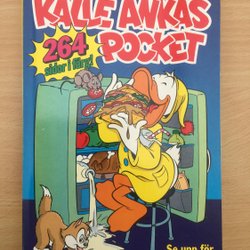 KALLE ANKAS
POCKET
264
sidor i färg!
Se upp för